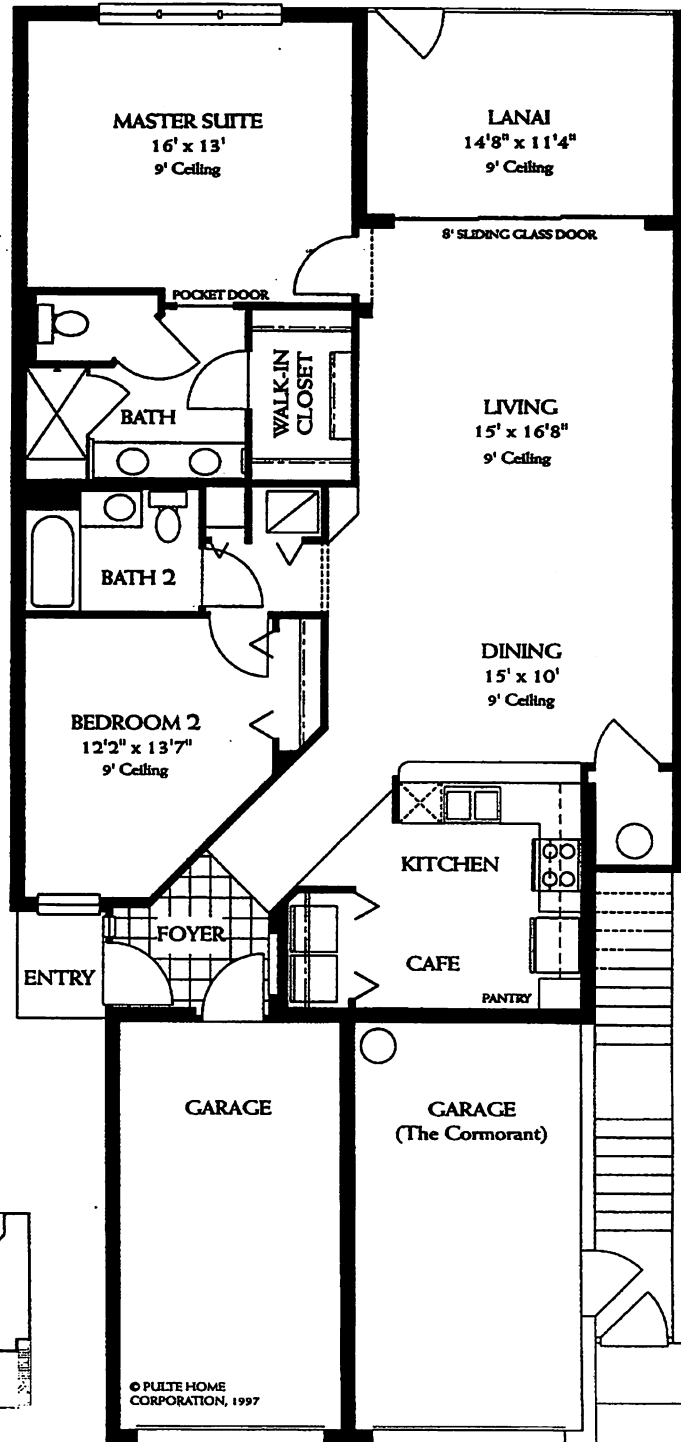 MASTER SUITE
16' x 13'
9' Ceiling
LANAI
14'8" x 11'4"
9' Ceiling
8' SLIDING GLASS DOOR
POCKET DOOR
WALK-IN
CLOSET
BATH
LIVING
15' x 16'8"
9' Ceiling
BATH 2
DINING
15' x 10'
9' Ceiling
BEDROOM 2
12'2" x 13'7"
9' Ceiling
KITCHEN
FOYER
CAFE
ENTRY
PANTRY
GARAGE
GARAGE
(The Cormorant)
© PULTE HOME
CORPORATION, 1997